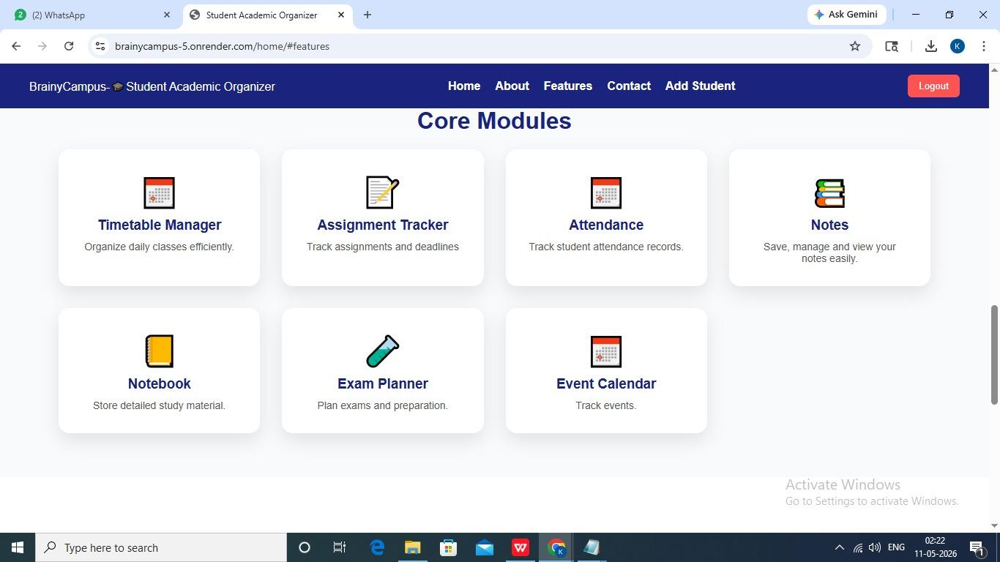 (2) WhatsApp
Student Academic Organizer
Ask Gemini
brainycampus-5.onrender.com/home/#features
K
BrainyCampus-🎓Student Academic Organizer
Home
About
Features
Contact
Add Student
Logout
Core Modules
Timetable Manager
Organize daily classes efficiently.
Assignment Tracker
Track assignments and deadlines
Attendance
Track student attendance records.
Notes
Save, manage and view your
notes easily.
Notebook
Store detailed study material.
Exam Planner
Plan exams and preparation.
Event Calendar
Track events.
Activate Windows
Go to Settings to activate Windows.
Type here to search
ENG
02:22
11-05-2026
1